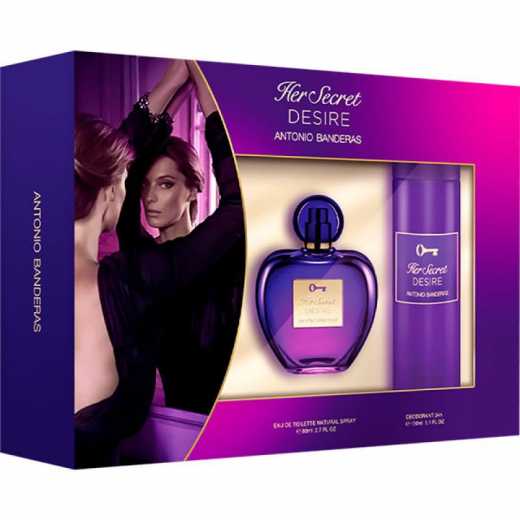 Her Secret
DESIRE
ANTONIO BANDERAS
ANTONIO BANDERAS
Her Secret
DESIRE
ANTONIO BANDERAS
Her Secret
DESIRE
EAU DE TOILETTE NATURAL SPRAY
80ml 2.7 FL OZ
DEODORANT 24h
150ml 5.1 FL OZ